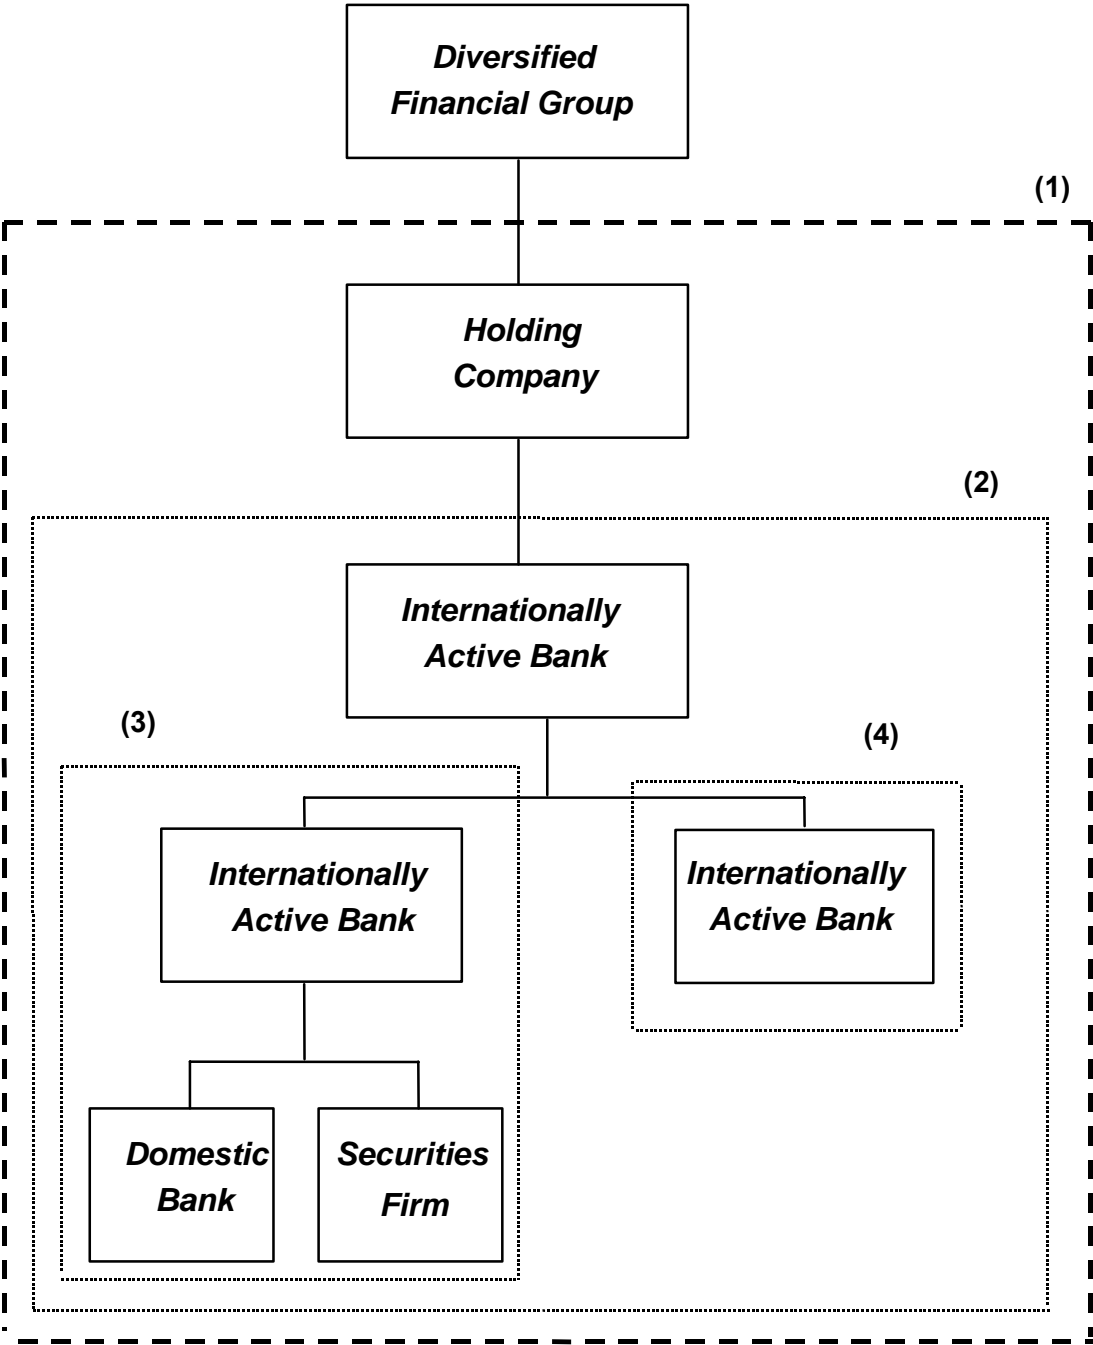 Diversified
Financial Group
(1)
Holding
Company
(2)
Internationally
Active Bank
(3)
(4)
Internationally
Active Bank
Internationally
Active Bank
Domestic
Bank
Securities
Firm